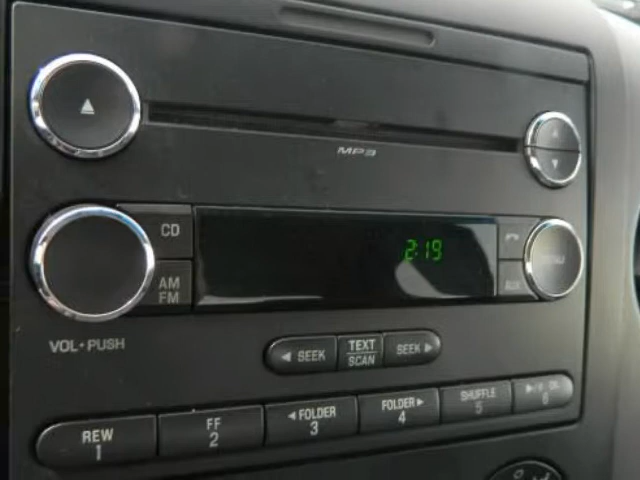 MP3
CD
2:19
AM
FM
AUX
MENU
VOL • PUSH
◄ SEEK
TEXT
SCAN
SEEK ►
REW
1
FF
2
◄ FOLDER
3
FOLDER ►
4
SHUFFLE
5
6